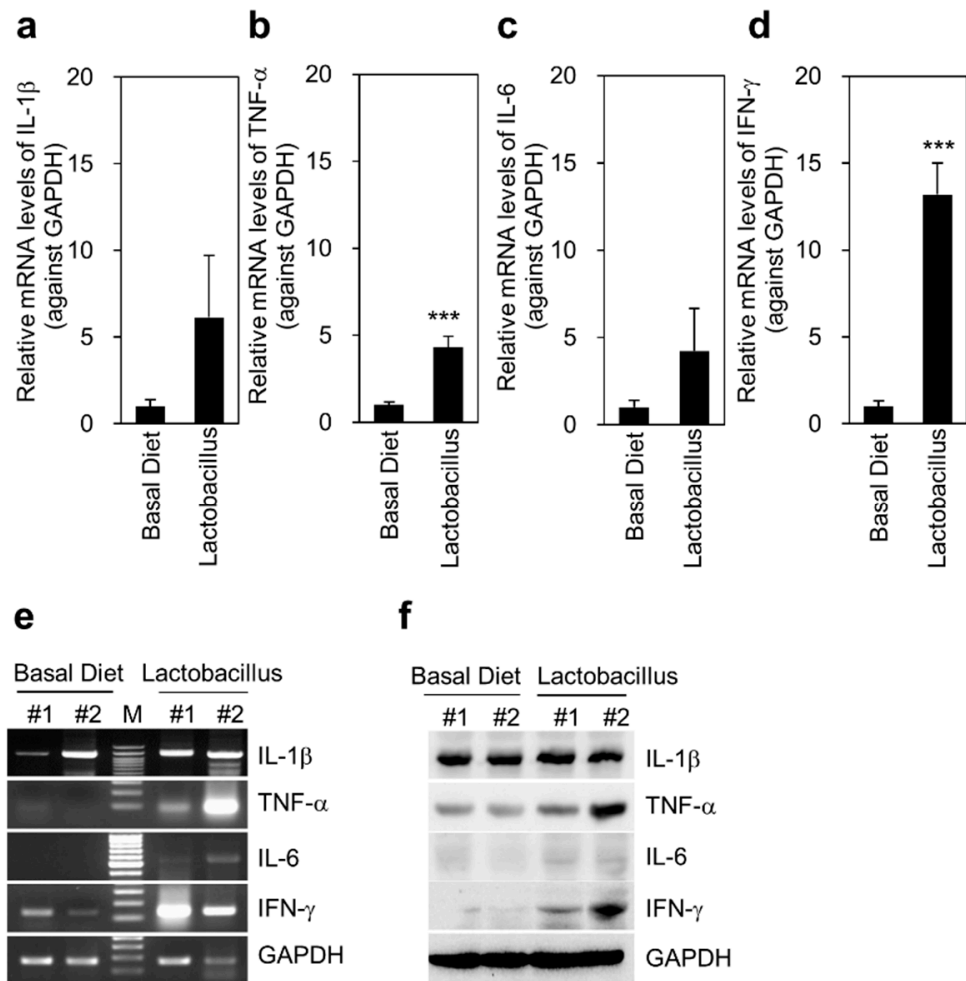 a
b
c
d
Relative mRNA levels of IL-1β
(against GAPDH)
20
15
10
5
0
Basal Diet
Lactobacillus
Relative mRNA levels of TNF-α
(against GAPDH)
20
15
10
5
0
***
Basal Diet
Lactobacillus
Relative mRNA levels of IL-6
(against GAPDH)
20
15
10
5
0
Basal Diet
Lactobacillus
Relative mRNA levels of IFN-γ
(against GAPDH)
20
15
10
5
0
***
Basal Diet
Lactobacillus
e
Basal Diet Lactobacillus
#1 #2 M #1 #2
IL-1β
TNF-α
IL-6
IFN-γ
GAPDH
f
Basal Diet Lactobacillus
#1 #2 #1 #2
IL-1β
TNF-α
IL-6
IFN-γ
GAPDH